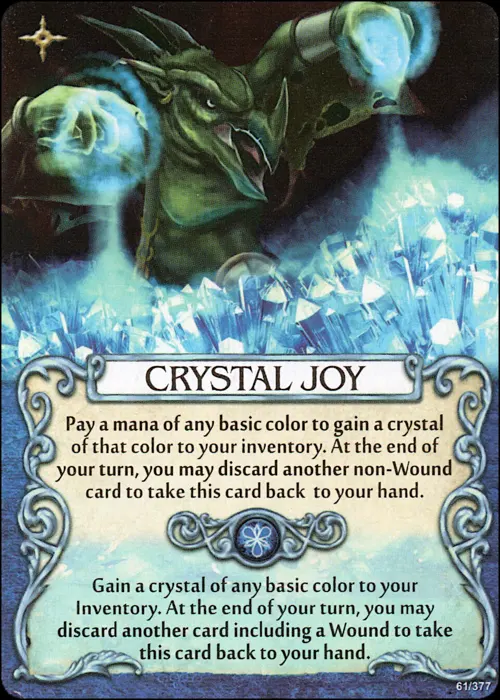 CRYSTAL JOY
Pay a mana of any basic color to gain a crystal
of that color to your inventory. At the end of
your turn, you may discard another non-Wound
card to take this card back to your hand.
Gain a crystal of any basic color to your
Inventory. At the end of your turn, you may
discard another card including a Wound to take
this card back to your hand.
61/377